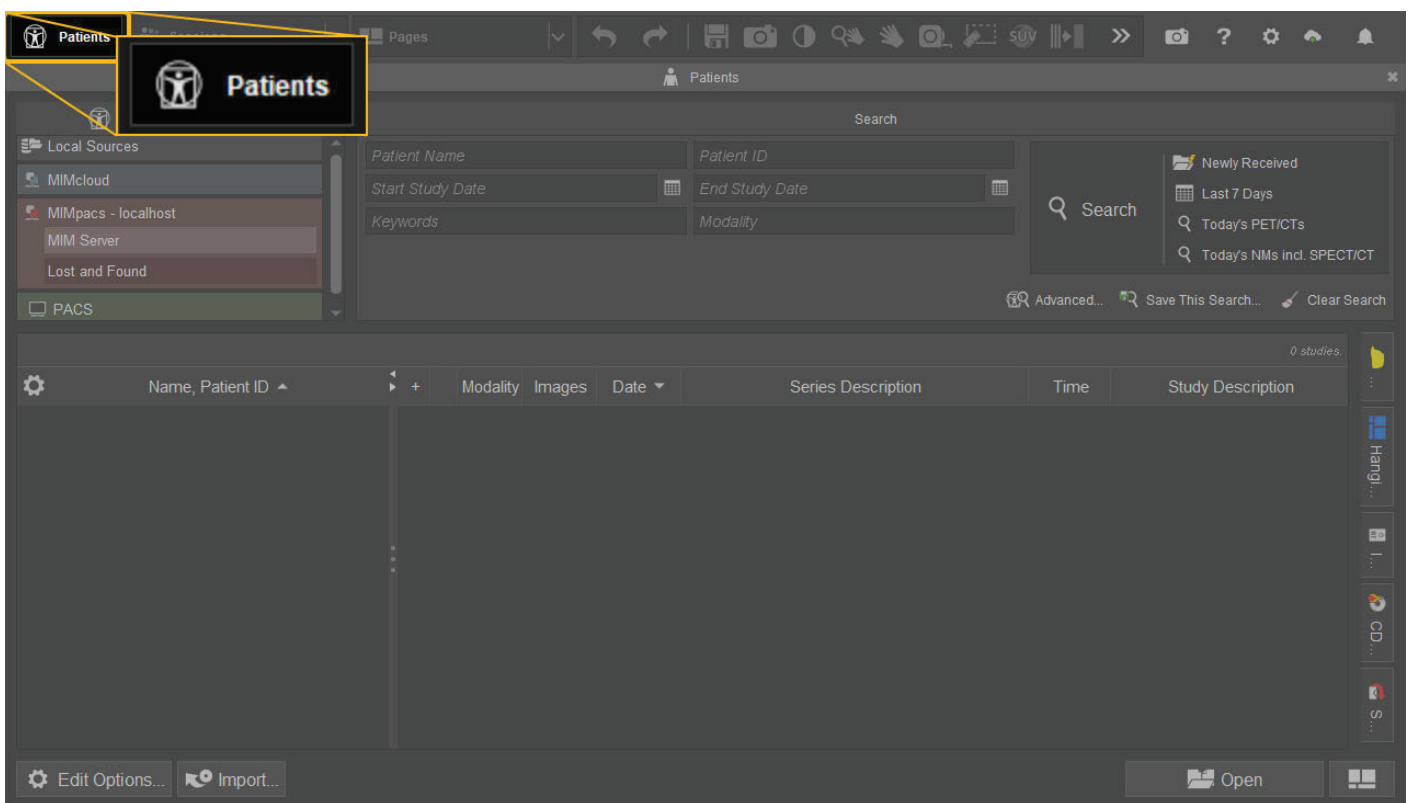 Patients
Pages
SUV
?
Patients
Patients
Search
Local Sources
MIMcloud
MIMpacs - localhost
MIM Server
Lost and Found
PACS
Patient Name
Patient ID
Start Study Date
End Study Date
Keywords
Modality
Search
Newly Received
Last 7 Days
Today's PET/CTs
Today's NMs incl. SPECT/CT
Advanced...
Save This Search...
Clear Search
0 studies.
Name, Patient ID
+
Modality
Images
Date
Series Description
Time
Study Description
...
Hangi...
I...
CD...
S...
Edit Options...
Import...
Open